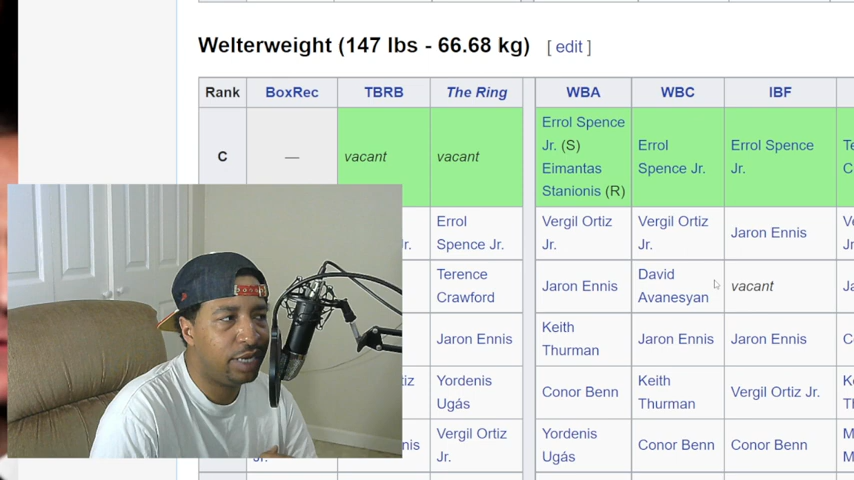 Welterweight (147 lbs - 66.68 kg) [ edit ]
Rank BoxRec TBRB The Ring WBA WBC IBF
C — vacant vacant
Errol Spence
Jr. (S)
Eimantas
Stanionis (R)
Errol
Spence Jr.
Errol Spence
Jr.
Jr.
Errol
Spence Jr.
Vergil Ortiz
Jr.
Vergil Ortiz
Jr.
Jaron Ennis
Terence
Crawford
Jaron Ennis
David
Avanesyan
vacant
Jaron Ennis
Keith
Thurman
Jaron Ennis
Jaron Ennis
Yordenis
Ugás
Conor Benn
Keith
Thurman
Vergil Ortiz Jr.
Jr.
Vergil Ortiz
Jr.
Yordenis
Ugás
Conor Benn
Conor Benn